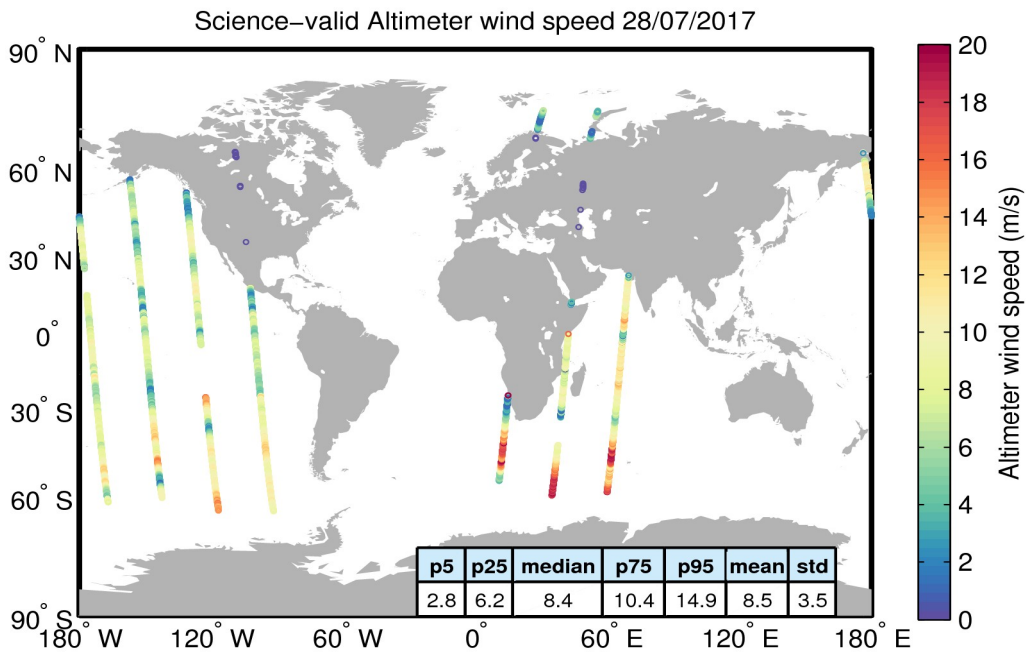 Science−valid Altimeter wind speed 28/07/2017
90° N
60° N
30° N
0°
30° S
60° S
90° S
180° W
120° W
60° W
0°
60° E
120° E
180° E
p5 p25 median p75 p95 mean std
2.8 6.2 8.4 10.4 14.9 8.5 3.5
20
18
16
14
12
10
8
6
4
2
0
Altimeter wind speed (m/s)